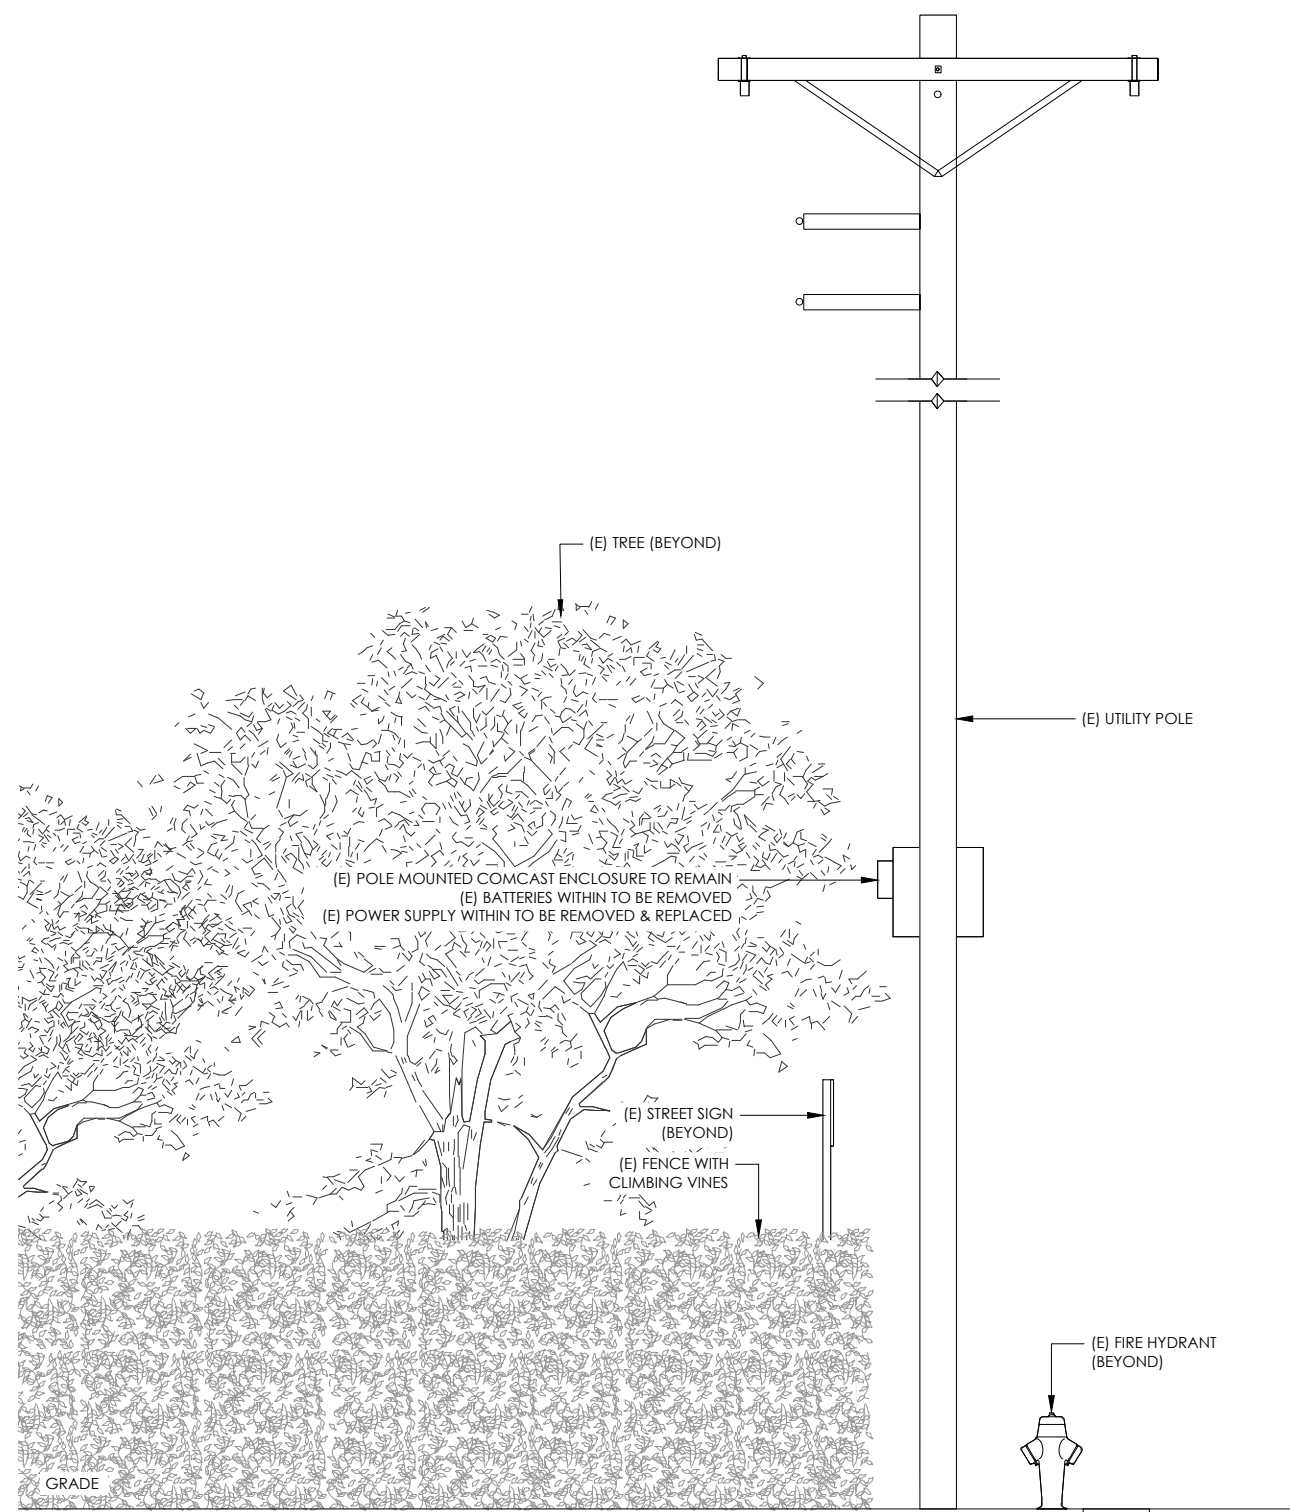 (E) TREE (BEYOND)
(E) UTILITY POLE
(E) POLE MOUNTED COMCAST ENCLOSURE TO REMAIN
(E) BATTERIES WITHIN TO BE REMOVED
(E) POWER SUPPLY WITHIN TO BE REMOVED & REPLACED
(E) STREET SIGN
(BEYOND)
(E) FENCE WITH
CLIMBING VINES
(E) FIRE HYDRANT
(BEYOND)
GRADE